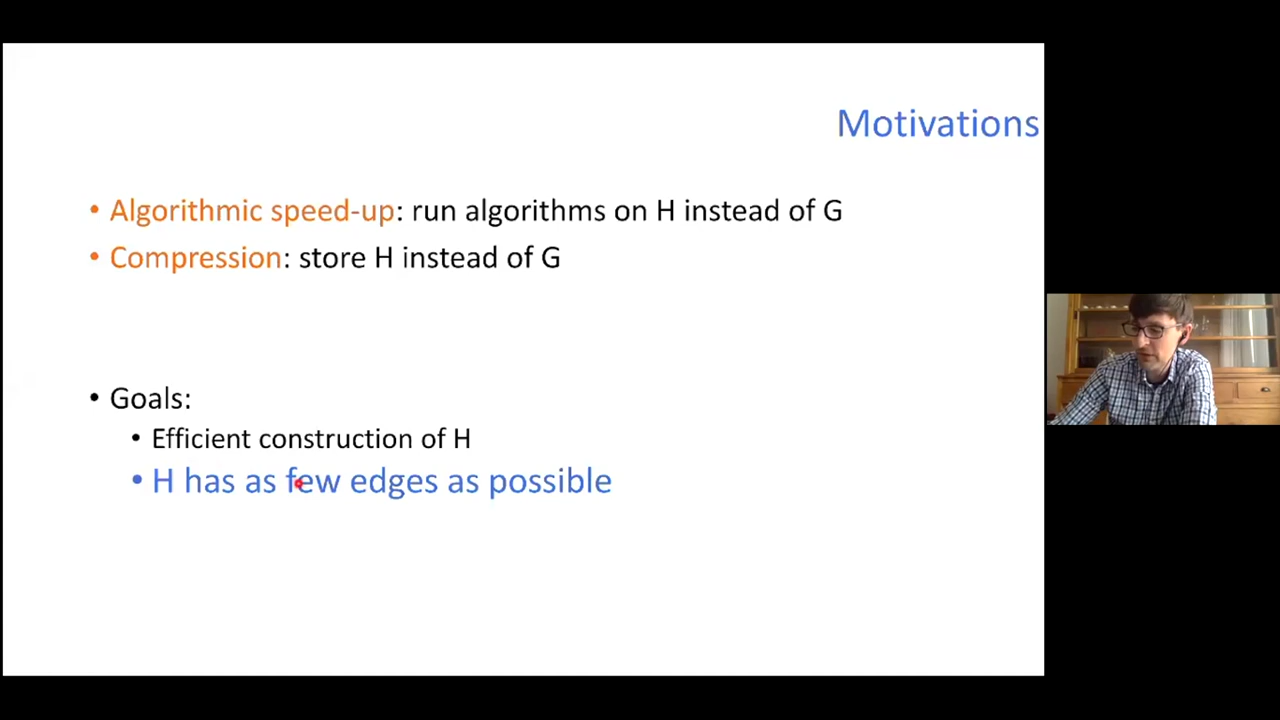 Motivations
• Algorithmic speed-up: run algorithms on H instead of G
• Compression: store H instead of G
• Goals:
• Efficient construction of H
• H has as few edges as possible